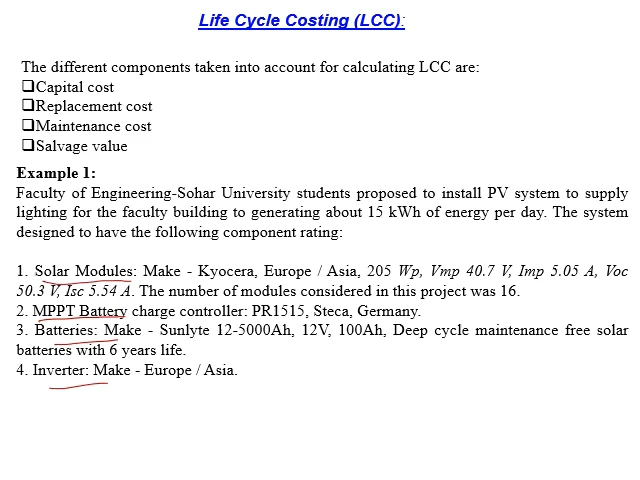 Life Cycle Costing (LCC):
The different components taken into account for calculating LCC are:
❑Capital cost
❑Replacement cost
❑Maintenance cost
❑Salvage value
Example 1:
Faculty of Engineering-Sohar University students proposed to install PV system to supply
lighting for the faculty building to generating about 15 kWh of energy per day. The system
designed to have the following component rating:
1. Solar Modules: Make - Kyocera, Europe / Asia, 205 Wp, Vmp 40.7 V, Imp 5.05 A, Voc
50.3 V, Isc 5.54 A. The number of modules considered in this project was 16.
2. MPPT Battery charge controller: PR1515, Steca, Germany.
3. Batteries: Make - Sunlyte 12-5000Ah, 12V, 100Ah, Deep cycle maintenance free solar
batteries with 6 years life.
4. Inverter: Make - Europe / Asia.